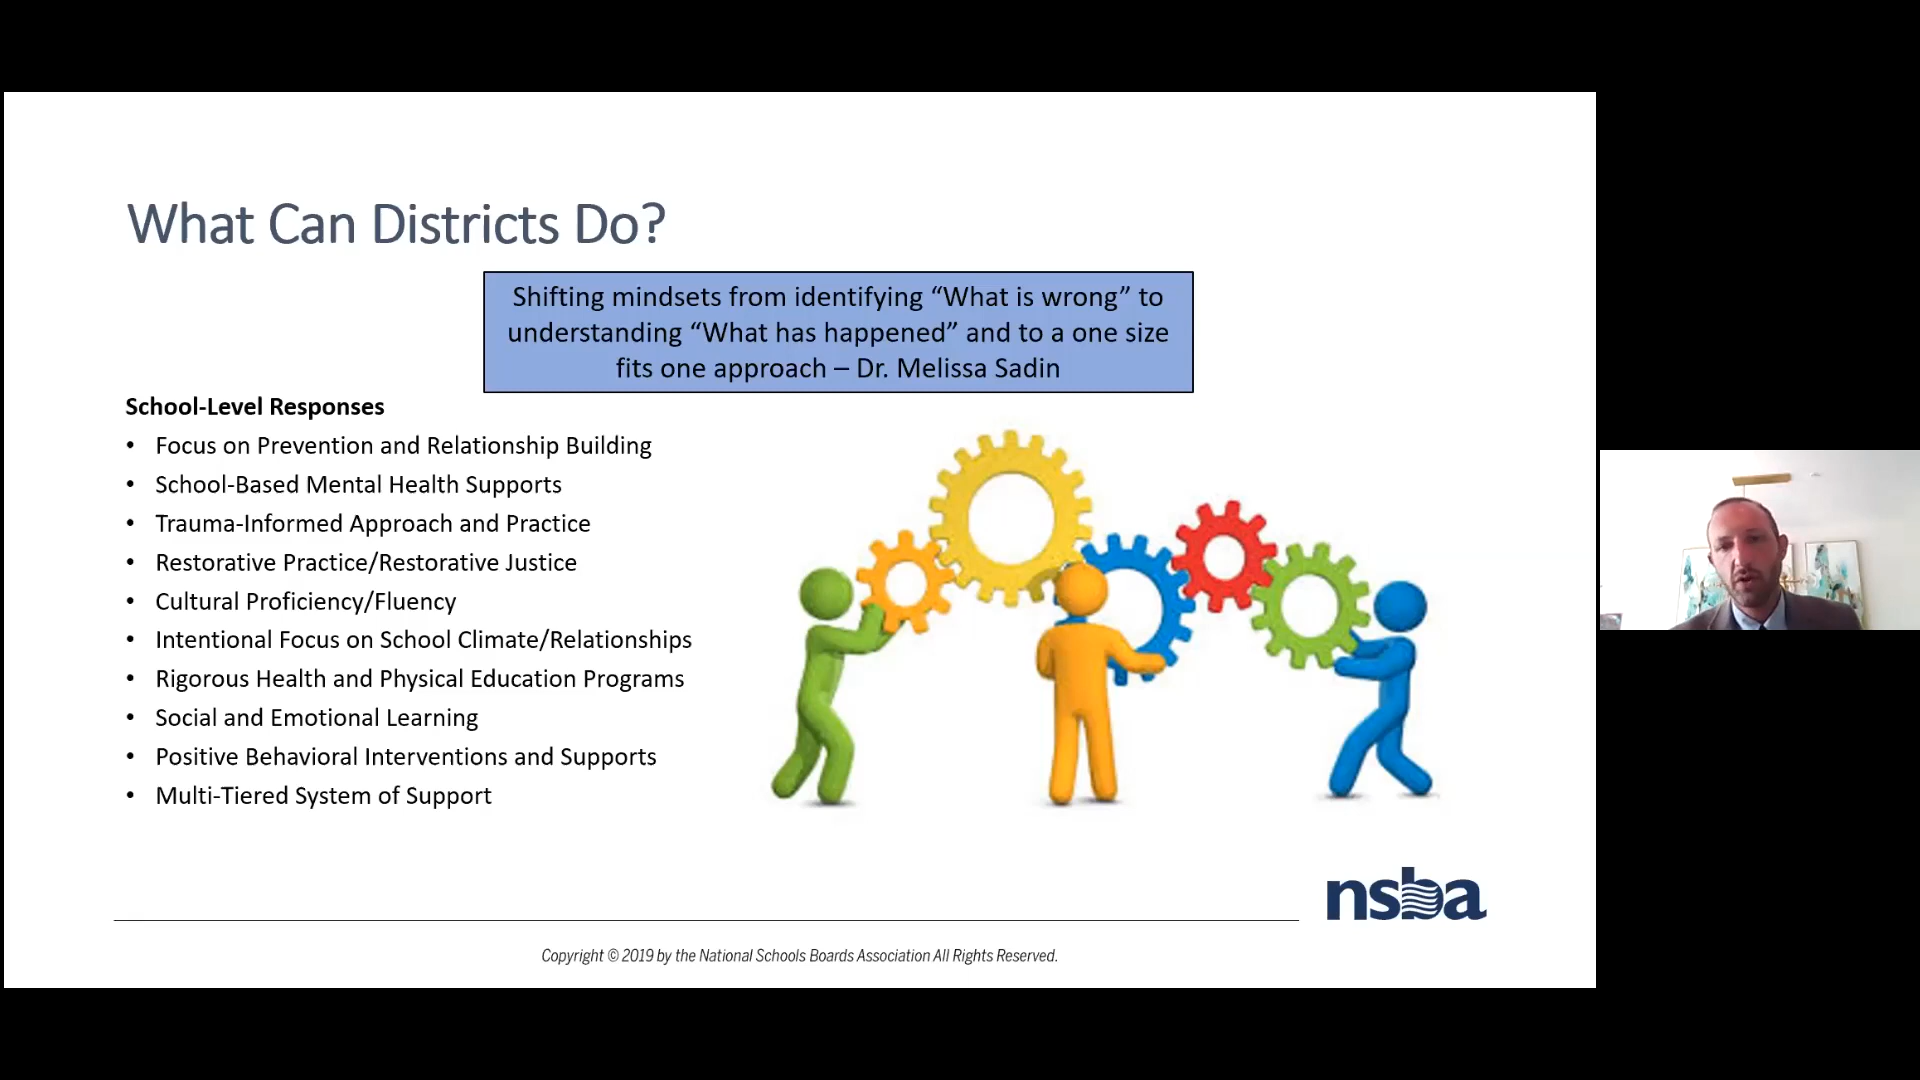 What Can Districts Do?
Shifting mindsets from identifying “What is wrong” to
understanding “What has happened” and to a one size
fits one approach – Dr. Melissa Sadin
School-Level Responses
• Focus on Prevention and Relationship Building
• School-Based Mental Health Supports
• Trauma-Informed Approach and Practice
• Restorative Practice/Restorative Justice
• Cultural Proficiency/Fluency
• Intentional Focus on School Climate/Relationships
• Rigorous Health and Physical Education Programs
• Social and Emotional Learning
• Positive Behavioral Interventions and Supports
• Multi-Tiered System of Support
nsba
Copyright © 2019 by the National Schools Boards Association All Rights Reserved.